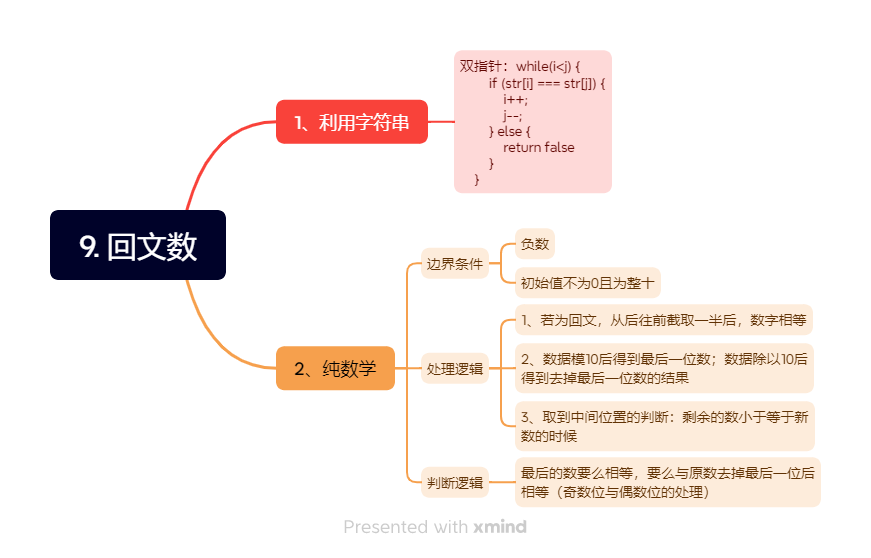 9. 回文数
1、利用字符串
双指针：while(i<j) {
if (str[i] === str[j]) {
i++;
j--;
} else {
return false
}
}
2、纯数学
边界条件
负数
初始值不为0且为整十
处理逻辑
1、若为回文，从后往前截取一半后，数字相等
2、数据模10后得到最后一位数；数据除以10后
得到去掉最后一位数的结果
3、取到中间位置的判断：剩余的数小于等于新
数的时候
判断逻辑
最后的数要么相等，要么与原数去掉最后一位后
相等（奇数位与偶数位的处理）
Presented with xmind